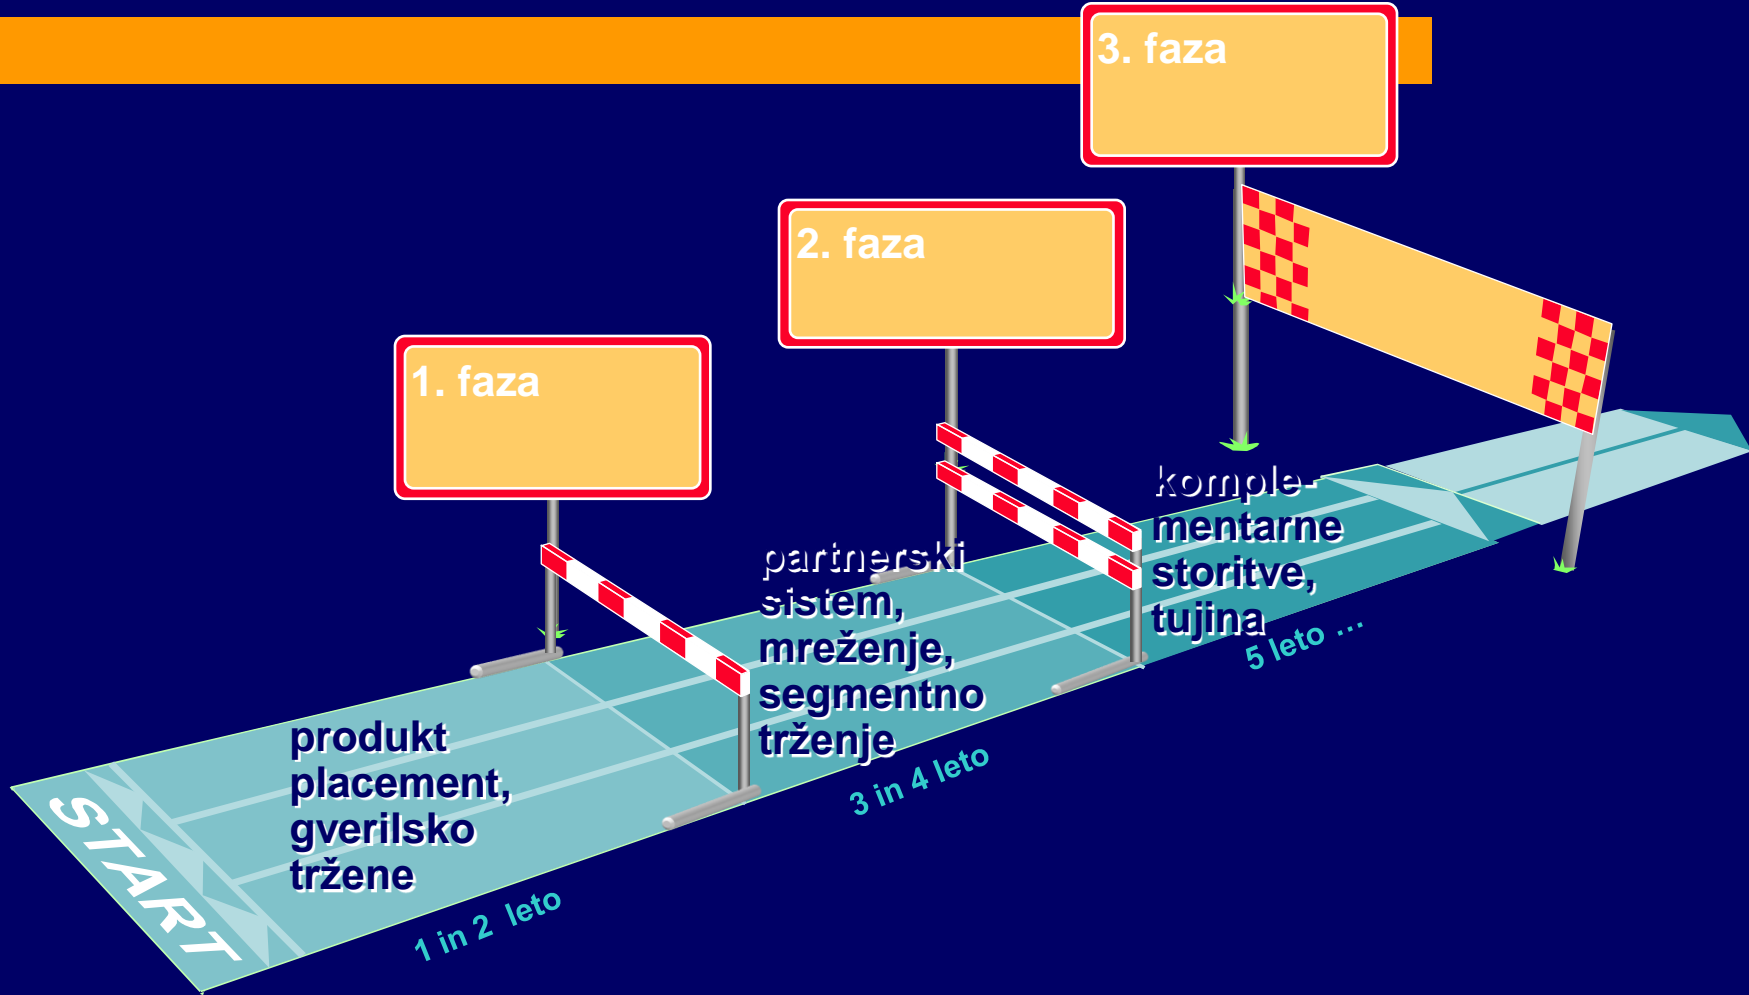 3. faza
2. faza
1. faza
komple-
mentarne
storitve,
tujina
5 leto ...
partnerski
sistem,
mreženje,
segmentno
trženje
3 in 4 leto
produkt
placement,
gverilsko
tržene
1 in 2 leto
START